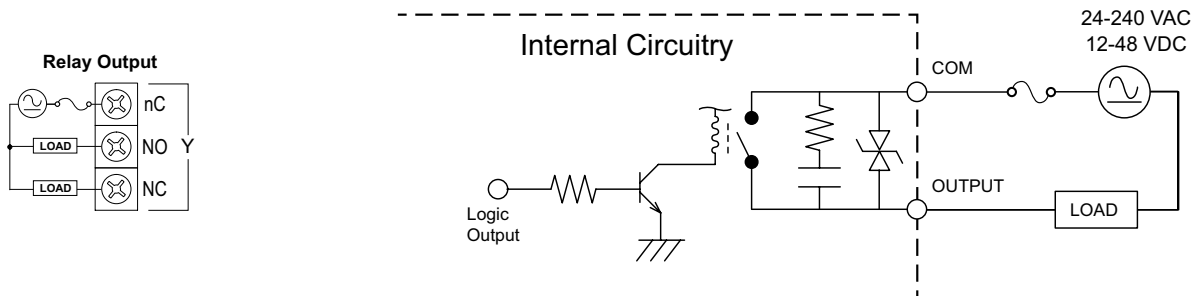 Relay Output
nC
LOAD
NO
Y
LOAD
NC
Internal Circuitry
24-240 VAC
12-48 VDC
COM
OUTPUT
Logic
Output
LOAD